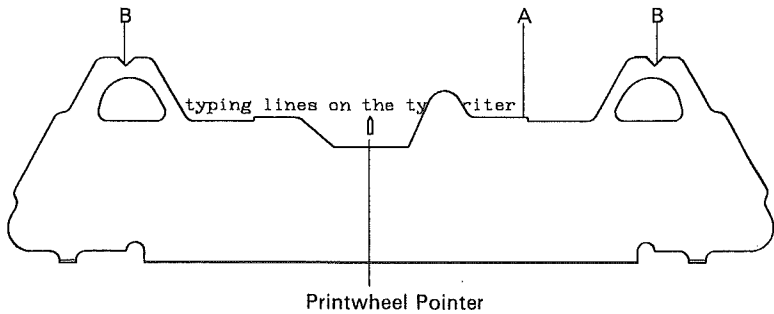 B A B
typing lines on the ty riter
Printwheel Pointer